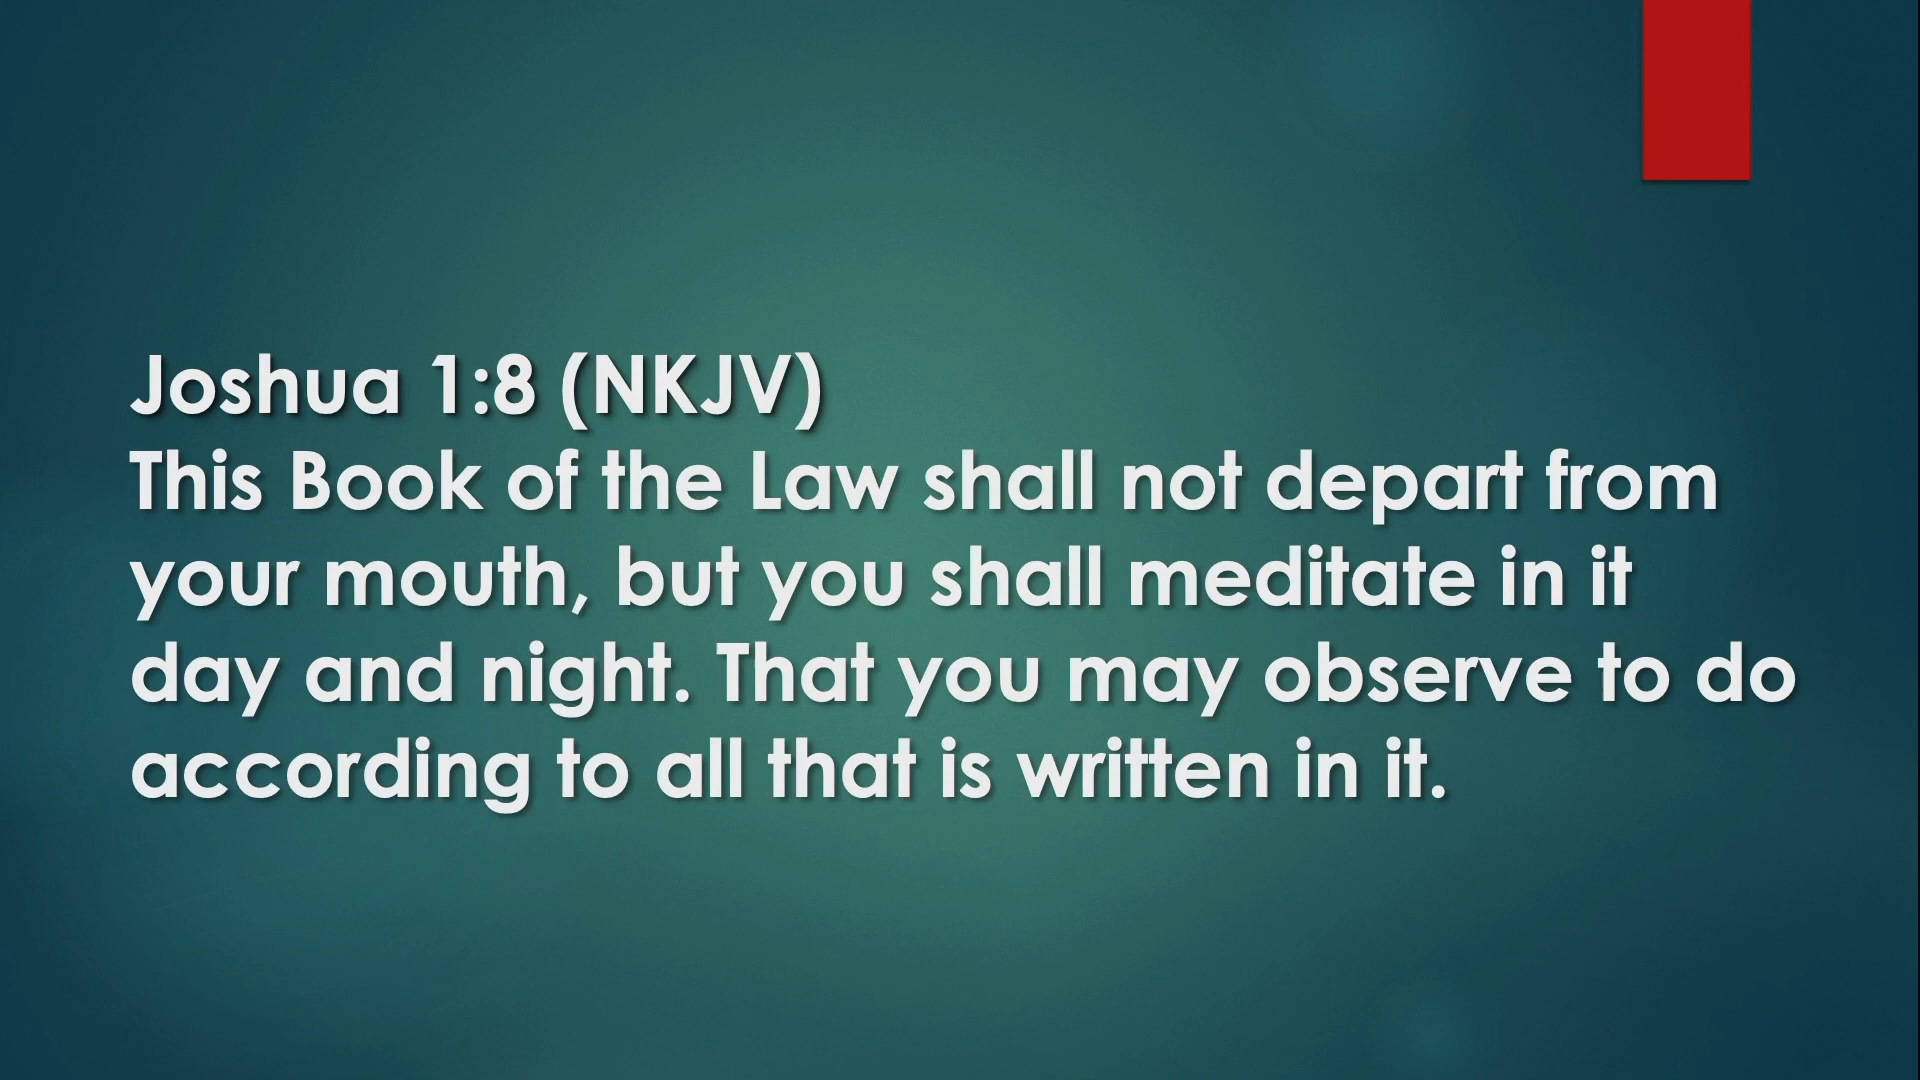 Joshua 1:8 (NKJV)
This Book of the Law shall not depart from
your mouth, but you shall meditate in it
day and night. That you may observe to do
according to all that is written in it.